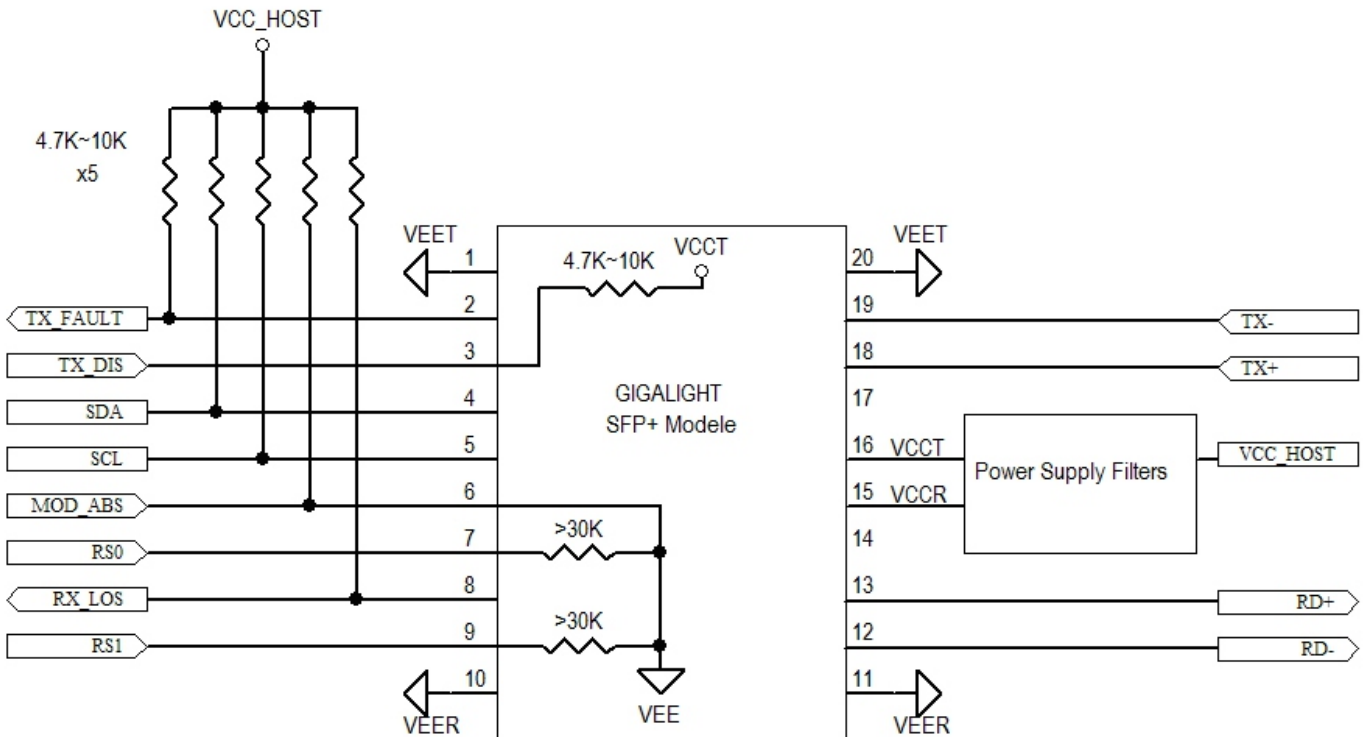 VCC_HOST
4.7K~10K
x5
VEET
1
4.7K~10K
VCCT
20
VEET
TX_FAULT
2
19
TX-
TX_DIS
3
18
TX+
SDA
4
GIGALIGHT
SFP+ Modele
17
SCL
5
16
VCCT
Power Supply Filters
VCC_HOST
MOD_ABS
6
15
VCCR
RS0
7
>30K
14
RX_LOS
8
13
RD+
RS1
9
>30K
12
RD-
10
VEER
VEE
11
VEER